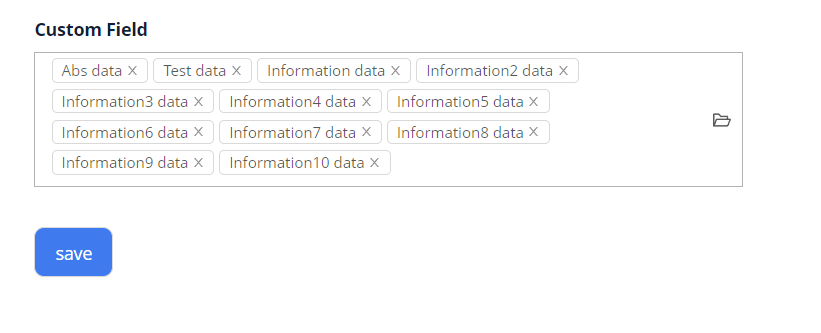 Custom Field
Abs data X Test data X Information data X Information2 data X
Information3 data X Information4 data X Information5 data X
Information6 data X Information7 data X Information8 data X
Information9 data X Information10 data X
save